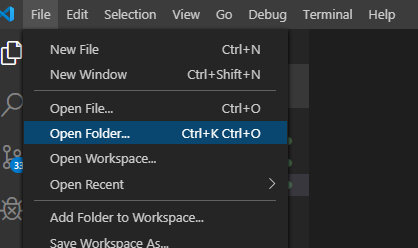 File Edit Selection View Go Debug Terminal Help
New File Ctrl+N
New Window Ctrl+Shift+N
Open File... Ctrl+O
Open Folder... Ctrl+K Ctrl+O
Open Workspace...
33
Open Recent
Add Folder to Workspace...
Save Workspace As...